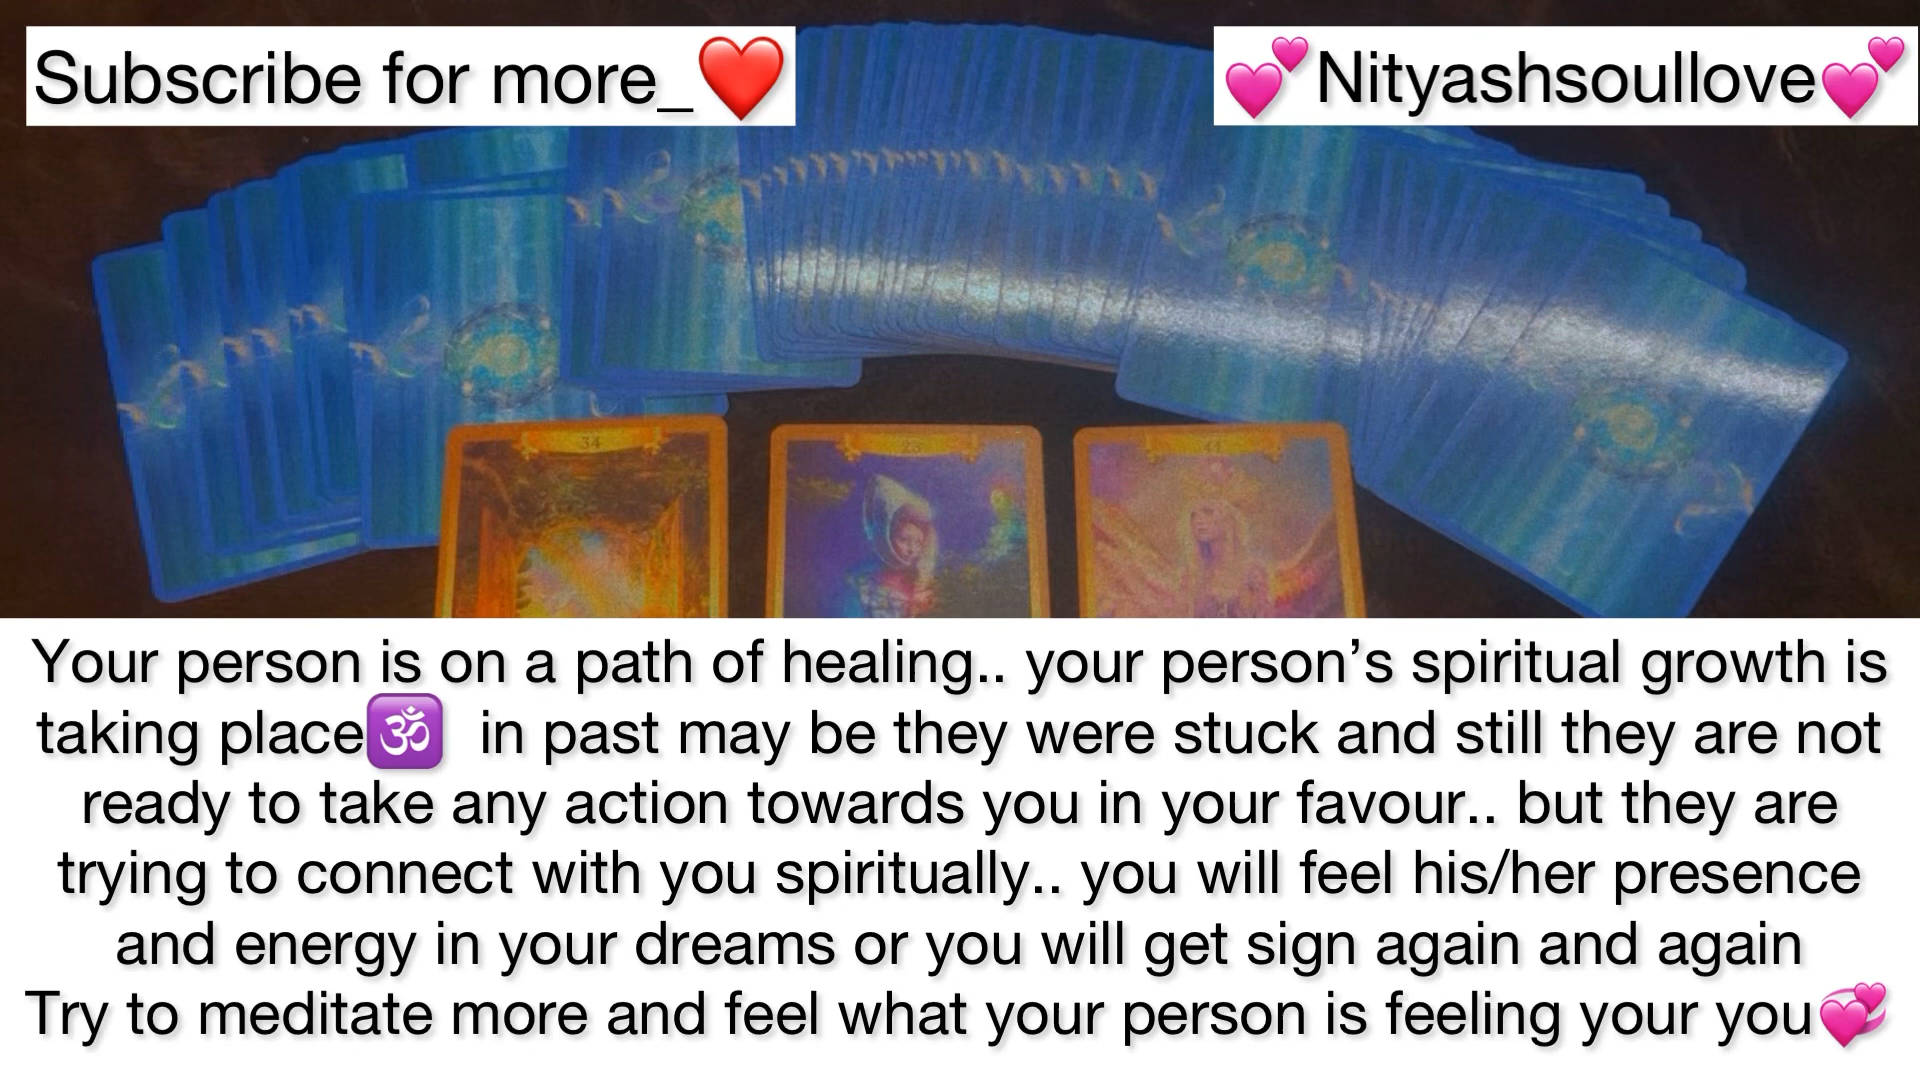 Subscribe for more_❤️
💕Nityashsoullove💕
34
23
41
Your person is on a path of healing.. your person’s spiritual growth is
taking place🕉️ in past may be they were stuck and still they are not
ready to take any action towards you in your favour.. but they are
trying to connect with you spiritually.. you will feel his/her presence
and energy in your dreams or you will get sign again and again
Try to meditate more and feel what your person is feeling your you💞